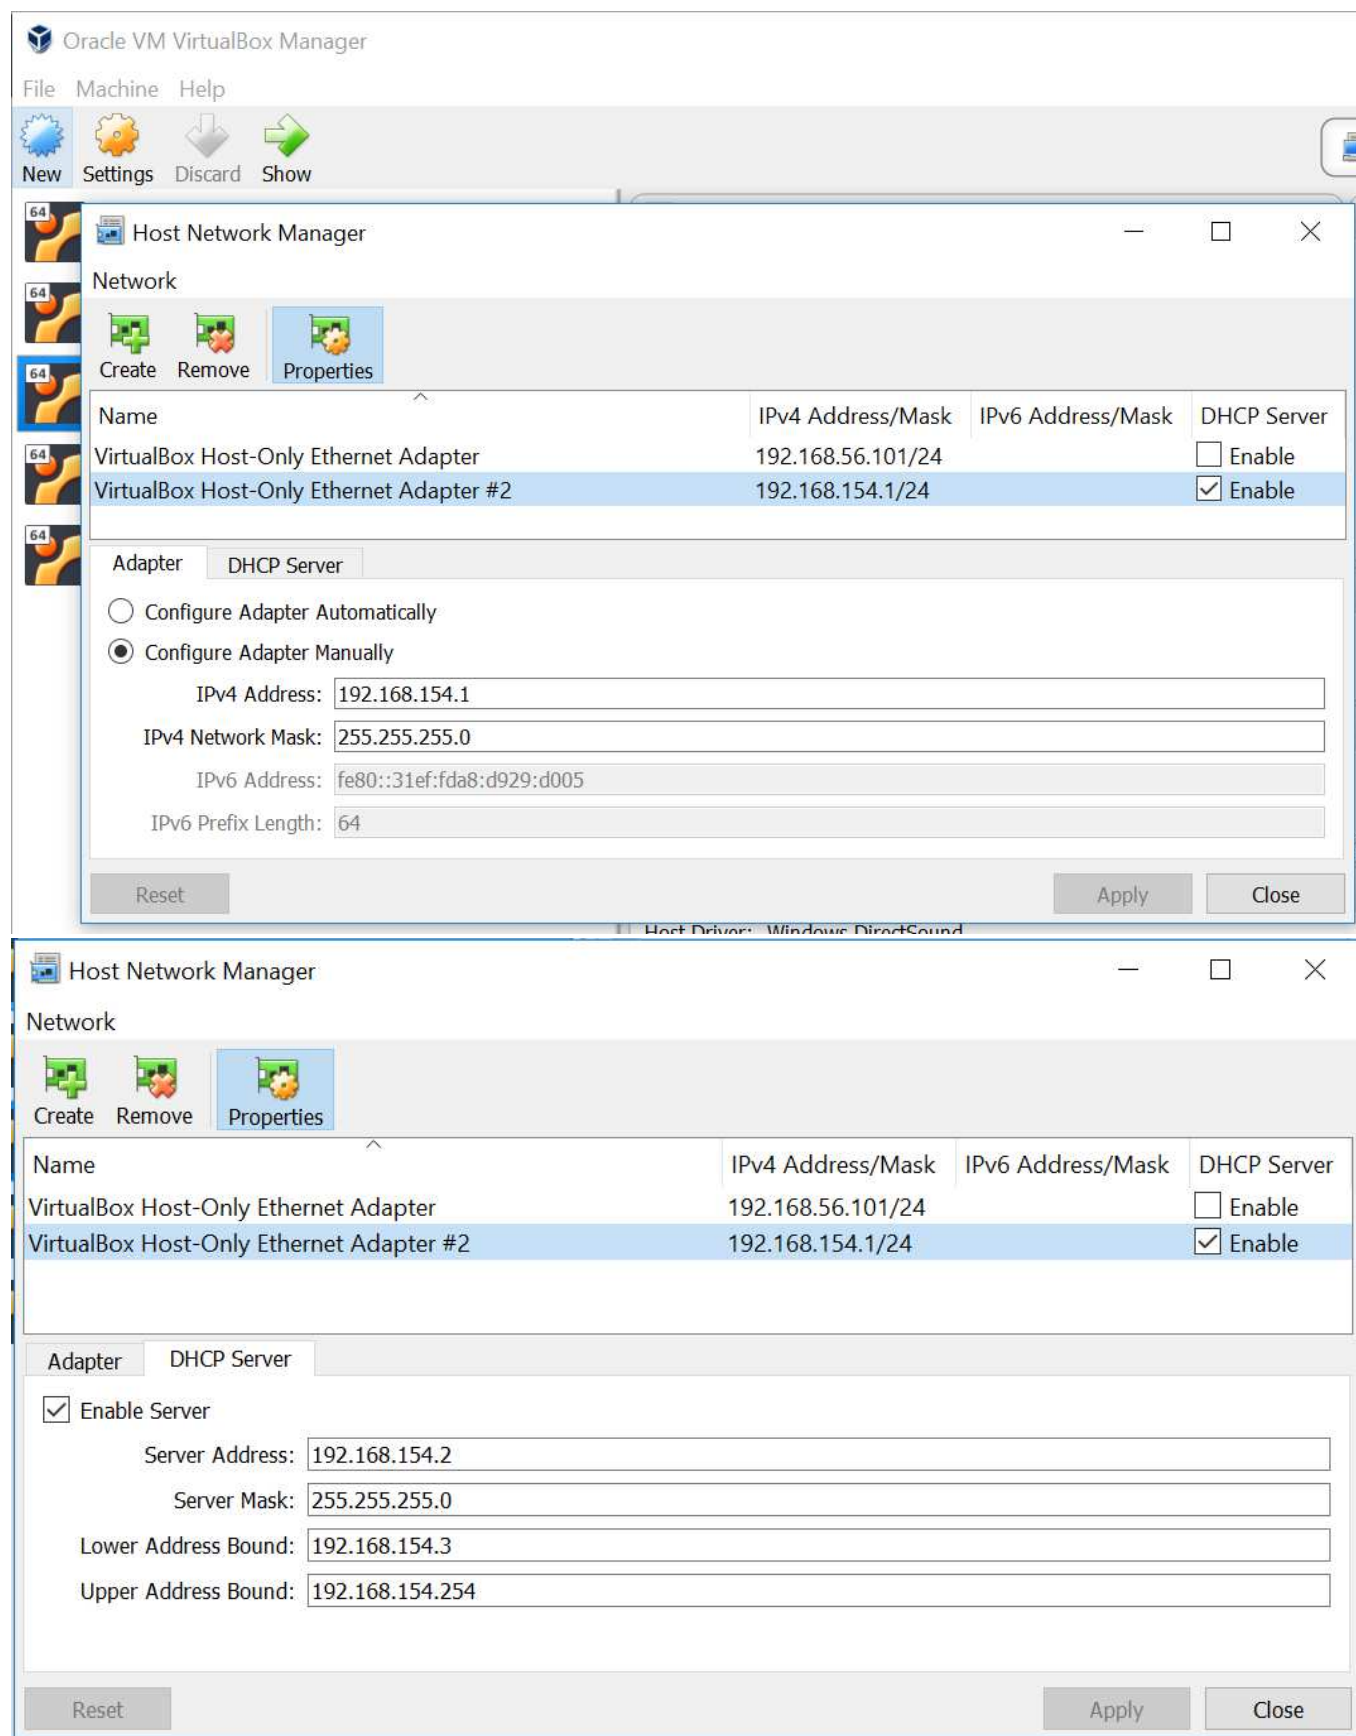 Oracle VM VirtualBox Manager
File Machine Help
New Settings Discard Show
64
64
64
64
64
Host Network Manager
Network
Create Remove Properties
Name IPv4 Address/Mask IPv6 Address/Mask DHCP Server
VirtualBox Host-Only Ethernet Adapter 192.168.56.101/24 Enable
VirtualBox Host-Only Ethernet Adapter #2 192.168.154.1/24 Enable
Adapter DHCP Server
Configure Adapter Automatically
Configure Adapter Manually
IPv4 Address: 192.168.154.1
IPv4 Network Mask: 255.255.255.0
IPv6 Address: fe80::31ef:fda8:d929:d005
IPv6 Prefix Length: 64
Reset Apply Close
Host Driver: Windows DirectSound
Host Network Manager
Network
Create Remove Properties
Name IPv4 Address/Mask IPv6 Address/Mask DHCP Server
VirtualBox Host-Only Ethernet Adapter 192.168.56.101/24 Enable
VirtualBox Host-Only Ethernet Adapter #2 192.168.154.1/24 Enable
Adapter DHCP Server
Enable Server
Server Address: 192.168.154.2
Server Mask: 255.255.255.0
Lower Address Bound: 192.168.154.3
Upper Address Bound: 192.168.154.254
Reset Apply Close